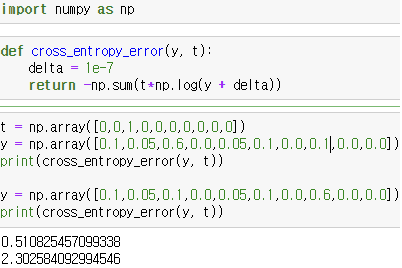 import numpy as np
def cross_entropy_error(y, t):
    delta = 1e-7
    return -np.sum(t*np.log(y + delta))
t = np.array([0,0,1,0,0,0,0,0,0,0])
y = np.array([0.1,0.05,0.6,0.0,0.05,0.1,0.0,0.1,0.0,0.0])
print(cross_entropy_error(y, t))
y = np.array([0.1,0.05,0.1,0.0,0.05,0.1,0.0,0.6,0.0,0.0])
print(cross_entropy_error(y, t))
0.510825457099338
2.302584092994546